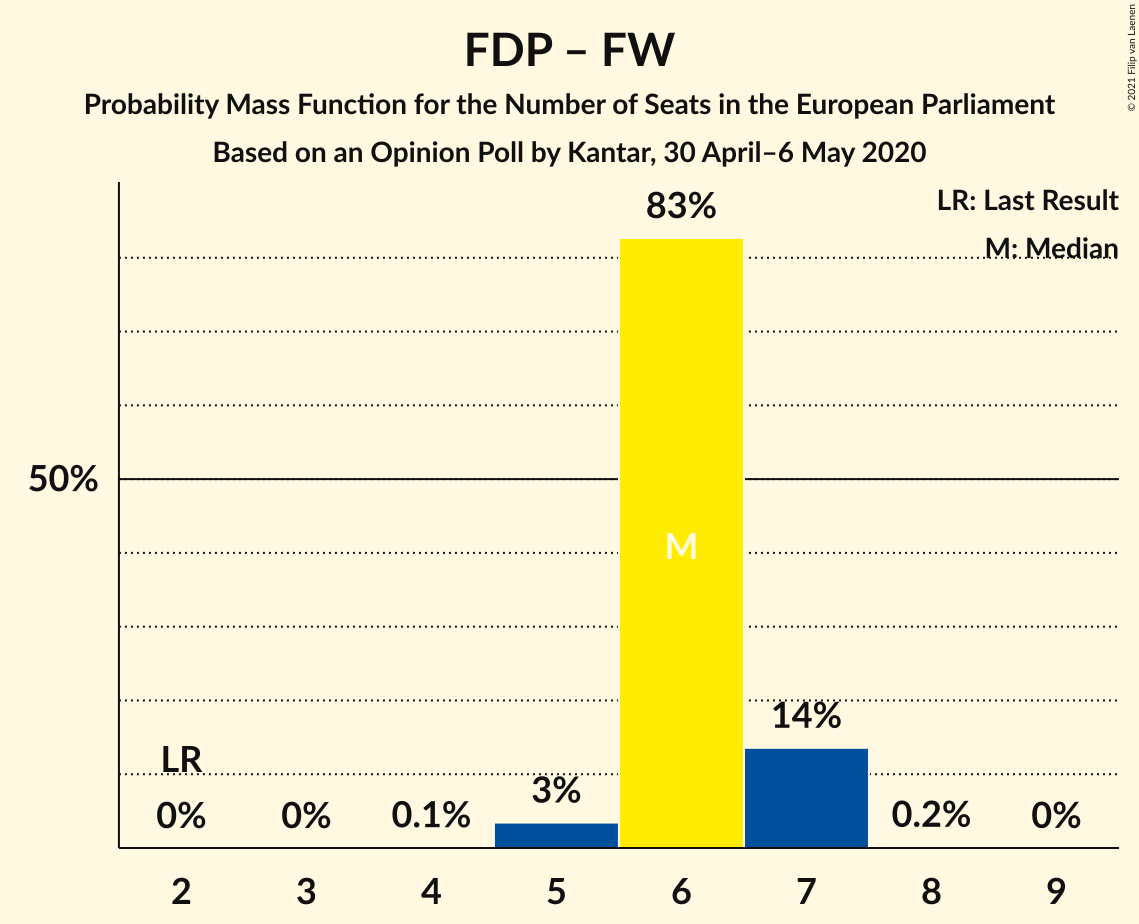 FDP – FW
Probability Mass Function for the Number of Seats in the European Parliament
Based on an Opinion Poll by Kantar, 30 April–6 May 2020
© 2021 Filip van Laenen
LR: Last Result
M: Median
83%
50%
M
14%
LR
3%
0% 0% 0.1% 0.2% 0%
2 3 4 5 6 7 8 9